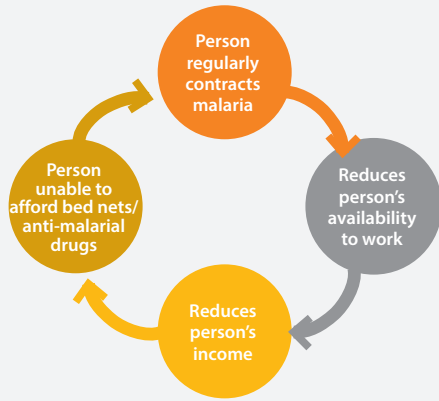 Person
regularly
contracts
malaria
Reduces
person's
availability
to work
Reduces
person's
income
Person
unable to
afford bed nets/
anti-malarial
drugs